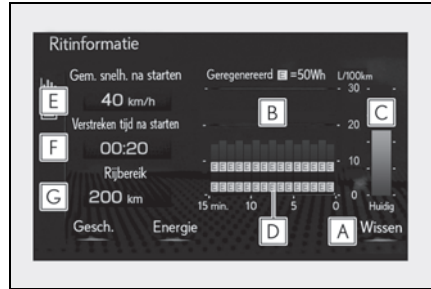 Ritinformatie
Gem. snelh. na starten
Geregenereerd E =50Wh
L/100km
E
40 km/h
B
C
30
20
10
0
Verstreken tijd na starten
F
00:20
Rijbereik
G
200 km
E E E E E E E E E E E E E E E
E E E E E E E E E E E E E E E
15 min.
10
5
0
Huidig
Gesch.
Energie
D
A
Wissen